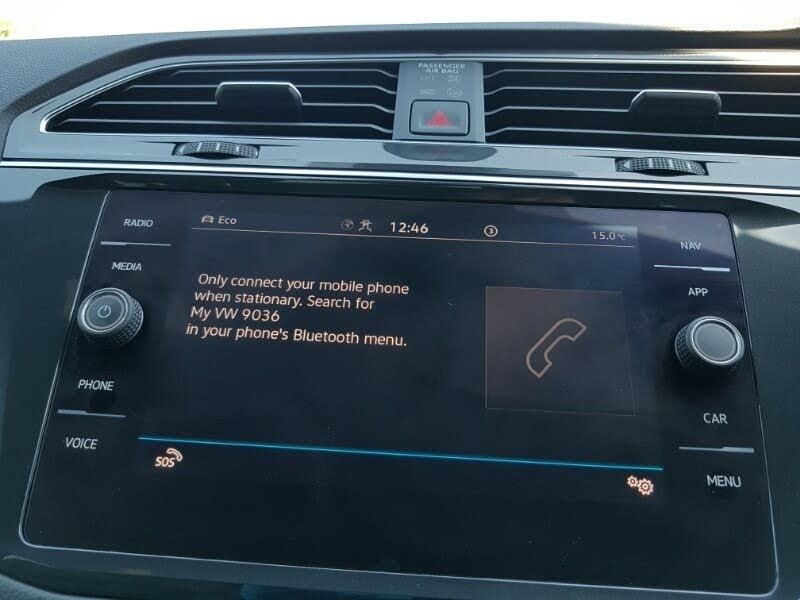 PASSENGER
AIR BAG
RADIO
Eco
12:46
3
15.0°C
NAV
MEDIA
APP
Only connect your mobile phone
when stationary. Search for
My VW 9036
in your phone's Bluetooth menu.
PHONE
CAR
VOICE
SOS
MENU